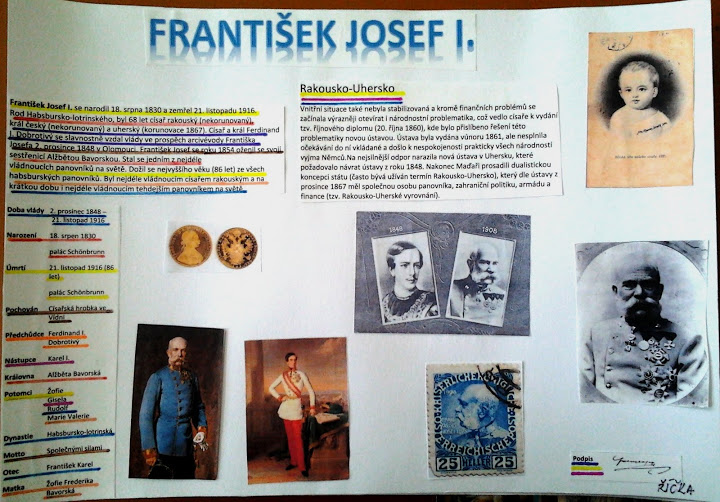 FRANTIŠEK JOSEF I.
František Josef I. se narodil 18. srpna 1830 a zemřel 21. listopadu 1916.
Rod Habsbursko-lotrinského, byl 68 let císař rakouský (nekorunovaný),
král český (nekorunovaný) a uherský (korunovace 1867). Císař a král Ferdinand
I. Dobrotivý se slavnostně vzdal vlády ve prospěch arcivévody Františka
Josefa 2. prosince 1848 v Olomouci. František Josef se roku 1854 oženil se svojí
sestřenicí Alžbětou Bavorskou. Stal se jedním z nejdéle
vládnoucích panovníků na světě. Dožil se nejvyššího věku (86 let) ze všech
habsburských panovníků. Byl nejdéle vládnoucím císařem rakouským a na
krátkou dobu i nejdéle vládnoucím tehdejším panovníkem na světě.
Rakousko-Uhersko
Vnitřní situace také nebyla stabilizovaná a kromě finančních problémů se
začínala výrazněji otevírat i národnostní problematika, což vedlo císaře k vydání
tzv. říjnového diplomu (20. října 1860), kde bylo přislíbeno řešení této
problematiky novou ústavou. Ústava byla vydána v únoru 1861, ale nesplnila
očekávání do ní vkládané a došlo k nespokojenosti prakticky všech národností
vyjma Němců. Na nejsilnější odpor narazila nová ústava v Uhersku, které
požadovalo návrat ústavy z roku 1848. Nakonec Maďaři prosadili dualistickou
koncepci státu (často bývá užíván termín Rakousko-Uhersko), který dle ústavy z
prosince 1867 měl společnou osobu panovníka, zahraniční politiku, armádu a
finance (tzv. Rakousko-Uherské vyrovnání).
Doba vlády 2. prosinec 1848 –
21. listopad 1916
Narození 18. srpen 1830
palác Schönbrunn
Úmrtí 21. listopad 1916 (86
let)
palác Schönbrunn
Pochován Císařská hrobka ve
Vídni
Předchůdce Ferdinand I.
Dobrotivý
Nástupce Karel I.
Královna Alžběta Bavorská
Potomci Žofie
Gisela
Rudolf
Marie Valerie
Dynastie Habsbursko-lotrinská
Motto Společnými silami
Otec František Karel
Matka Žofie Frederika
Bavorská
1848
1908
25 HELLER 25
Podpis
ŽIČKA